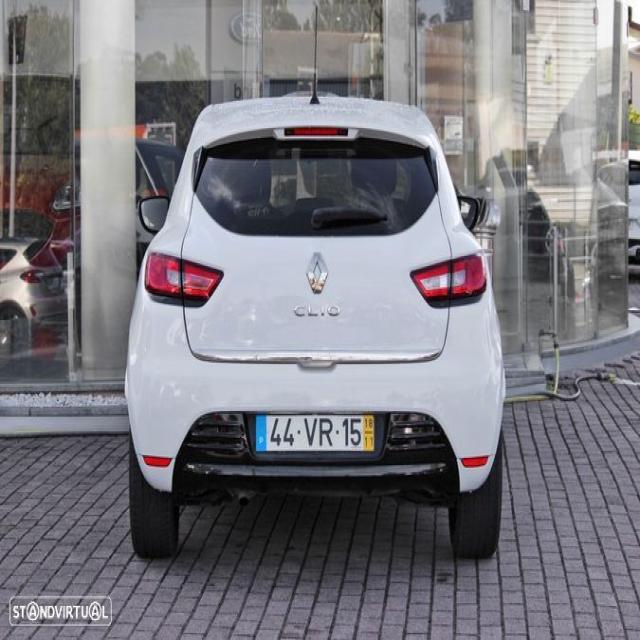 CLIO
P 44-VR-15 18
11
STANDVIRTUAL